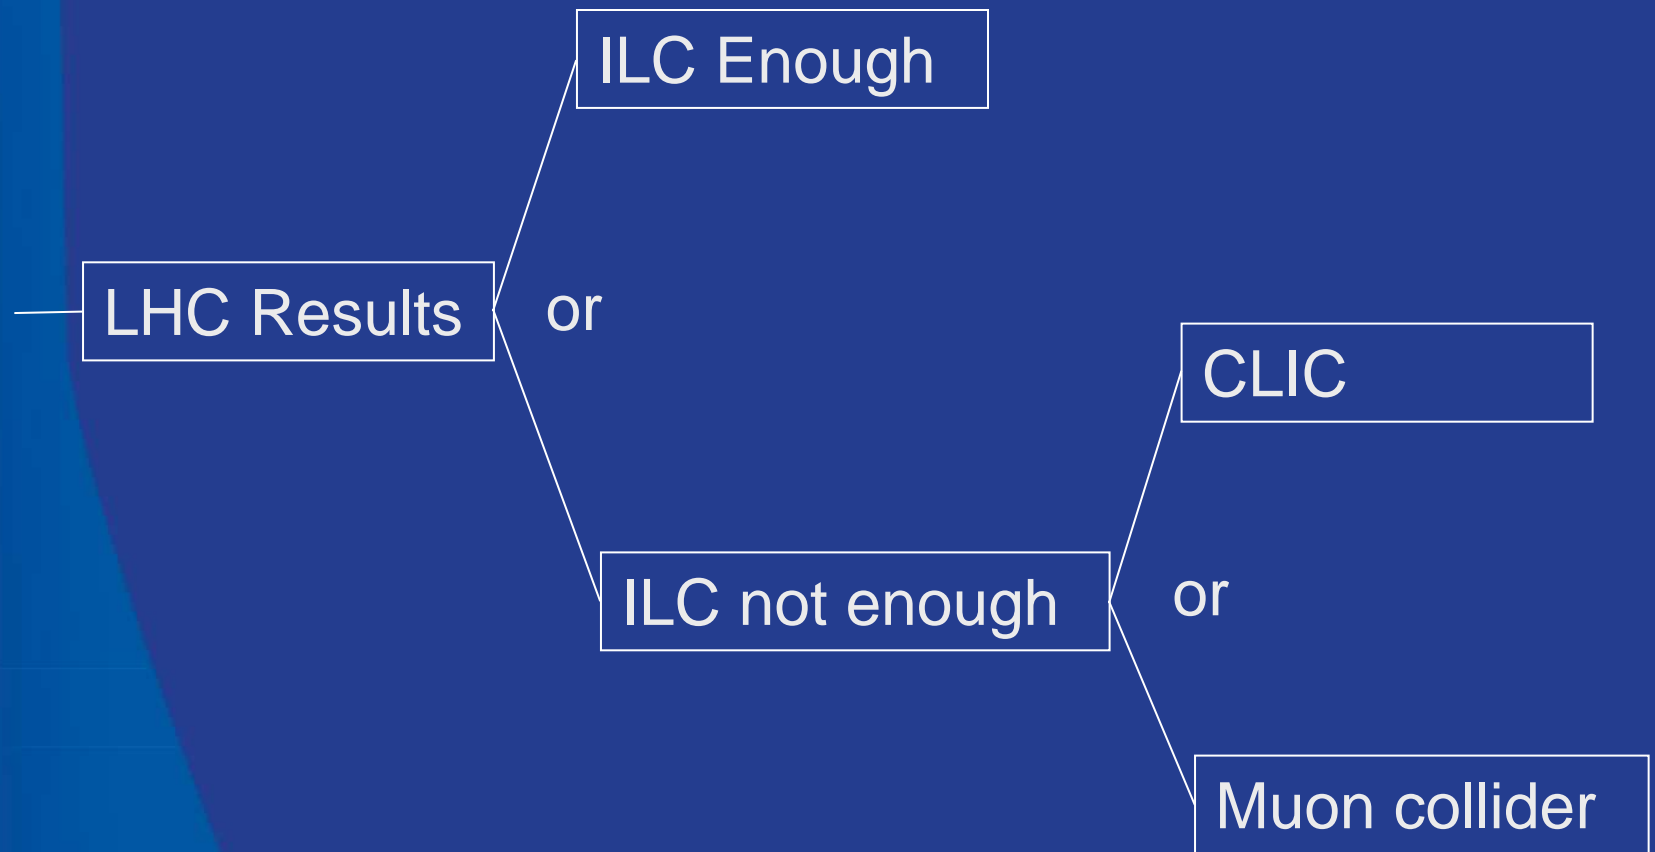 ILC Enough
LHC Results
or
CLIC
ILC not enough
or
Muon collider